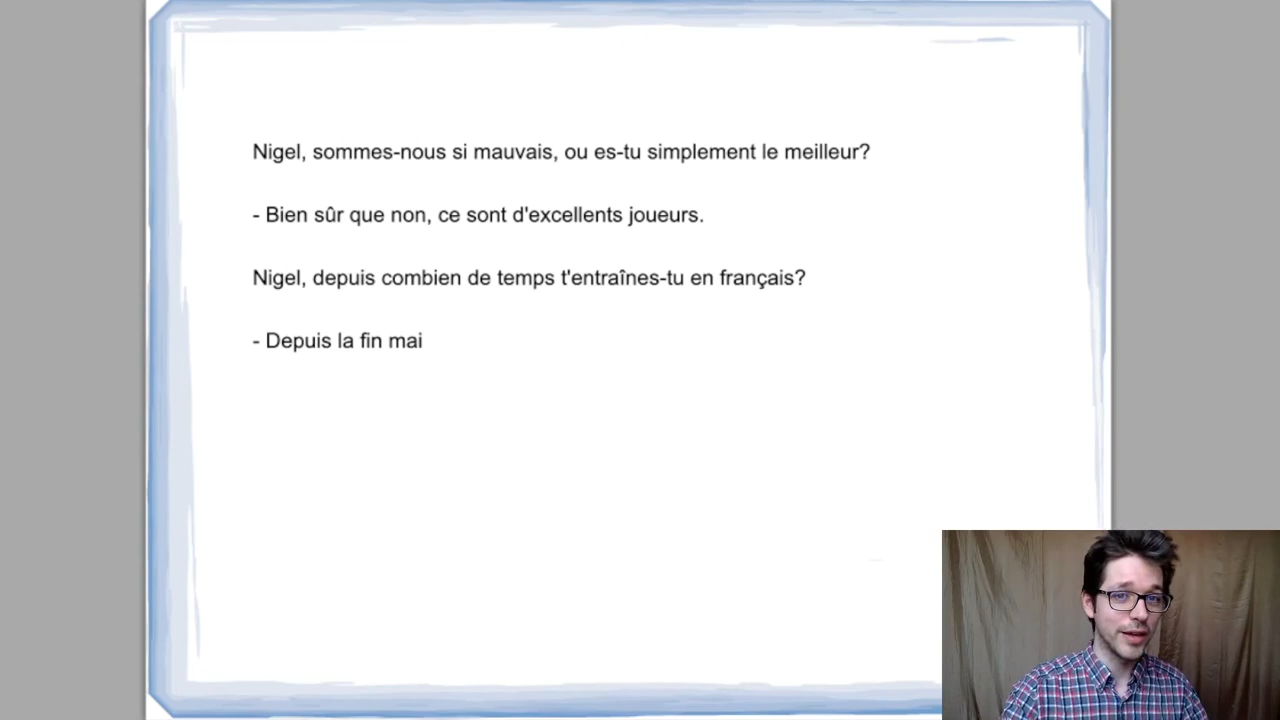 Nigel, sommes-nous si mauvais, ou es-tu simplement le meilleur?
- Bien sûr que non, ce sont d'excellents joueurs.
Nigel, depuis combien de temps t'entraînes-tu en français?
- Depuis la fin mai